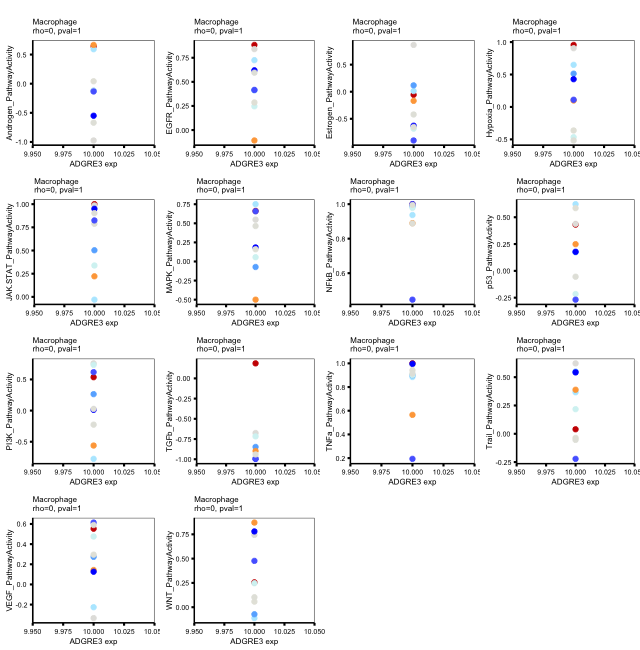 Macrophage
rho=0, pval=1
Androgen_PathwayActivity
0.5
0.0
-0.5
-1.0
9.950 9.975 10.000 10.025 10.05
ADGRE3 exp
Macrophage
rho=0, pval=1
EGFR_PathwayActivity
0.75
0.50
0.25
0.00
9.950 9.975 10.000 10.025 10.05
ADGRE3 exp
Macrophage
rho=0, pval=1
Estrogen_PathwayActivity
0.5
0.0
-0.5
9.950 9.975 10.000 10.025 10.05
ADGRE3 exp
Macrophage
rho=0, pval=1
Hypoxia_PathwayActivity
1.0
0.5
0.0
-0.5
9.950 9.975 10.000 10.025 10.05
ADGRE3 exp
Macrophage
rho=0, pval=1
JAK.STAT_PathwayActivity
1.00
0.75
0.50
0.25
0.00
9.950 9.975 10.000 10.025 10.05
ADGRE3 exp
Macrophage
rho=0, pval=1
MAPK_PathwayActivity
0.75
0.50
0.25
0.00
-0.25
-0.50
9.950 9.975 10.000 10.025 10.05
ADGRE3 exp
Macrophage
rho=0, pval=1
NFkB_PathwayActivity
1.0
0.8
0.6
9.950 9.975 10.000 10.025 10.05
ADGRE3 exp
Macrophage
rho=0, pval=1
p53_PathwayActivity
0.50
0.25
0.00
-0.25
9.950 9.975 10.000 10.025 10.05
ADGRE3 exp
Macrophage
rho=0, pval=1
PI3K_PathwayActivity
0.5
0.0
-0.5
9.950 9.975 10.000 10.025 10.05
ADGRE3 exp
Macrophage
rho=0, pval=1
TGFb_PathwayActivity
0.00
-0.25
-0.50
-0.75
-1.00
9.950 9.975 10.000 10.025 10.05
ADGRE3 exp
Macrophage
rho=0, pval=1
TNFa_PathwayActivity
1.0
0.8
0.6
0.4
0.2
9.950 9.975 10.000 10.025 10.05
ADGRE3 exp
Macrophage
rho=0, pval=1
Trail_PathwayActivity
0.50
0.25
0.00
-0.25
9.950 9.975 10.000 10.025 10.05
ADGRE3 exp
Macrophage
rho=0, pval=1
VEGF_PathwayActivity
0.6
0.4
0.2
0.0
-0.2
9.950 9.975 10.000 10.025 10.05
ADGRE3 exp
Macrophage
rho=0, pval=1
WNT_PathwayActivity
0.75
0.50
0.25
0.00
9.950 9.975 10.000 10.025 10.050
ADGRE3 exp